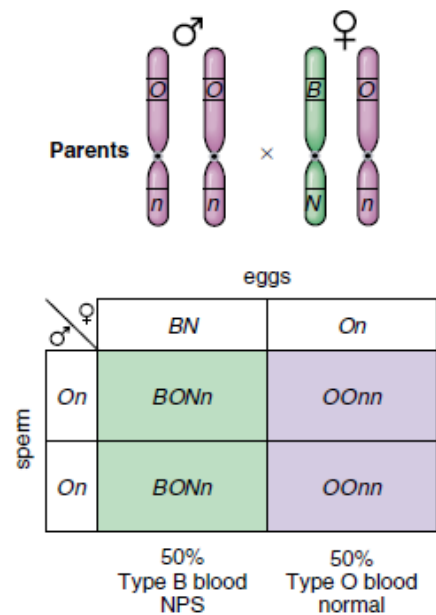 ♂ ♀
O O B O
Parents ×
n n N n
eggs
♂ ♀ BN On
sperm
On BONn OOnn
On BONn OOnn
50% 50%
Type B blood Type O blood
NPS normal